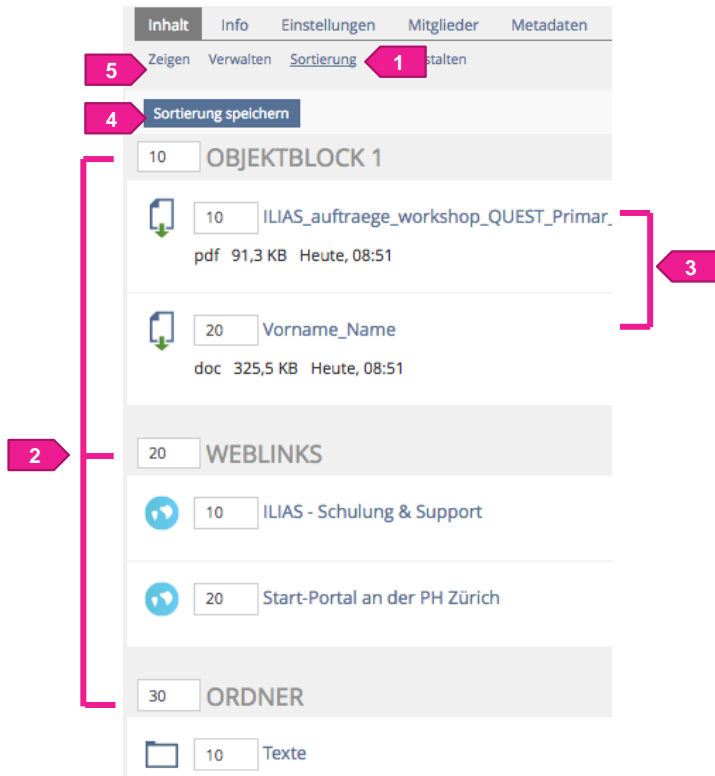 Inhalt Info Einstellungen Mitglieder Metadaten
5 Zeigen Verwalten Sortierung 1 stalten
4 Sortierung speichern
10 OBJEKTBLOCK 1
10 ILIAS_auftraege_workshop_QUEST_Primar_
pdf 91,3 KB Heute, 08:51
3
20 Vorname_Name
doc 325,5 KB Heute, 08:51
2 20 WEBLINKS
10 ILIAS - Schulung & Support
20 Start-Portal an der PH Zürich
30 ORDNER
10 Texte